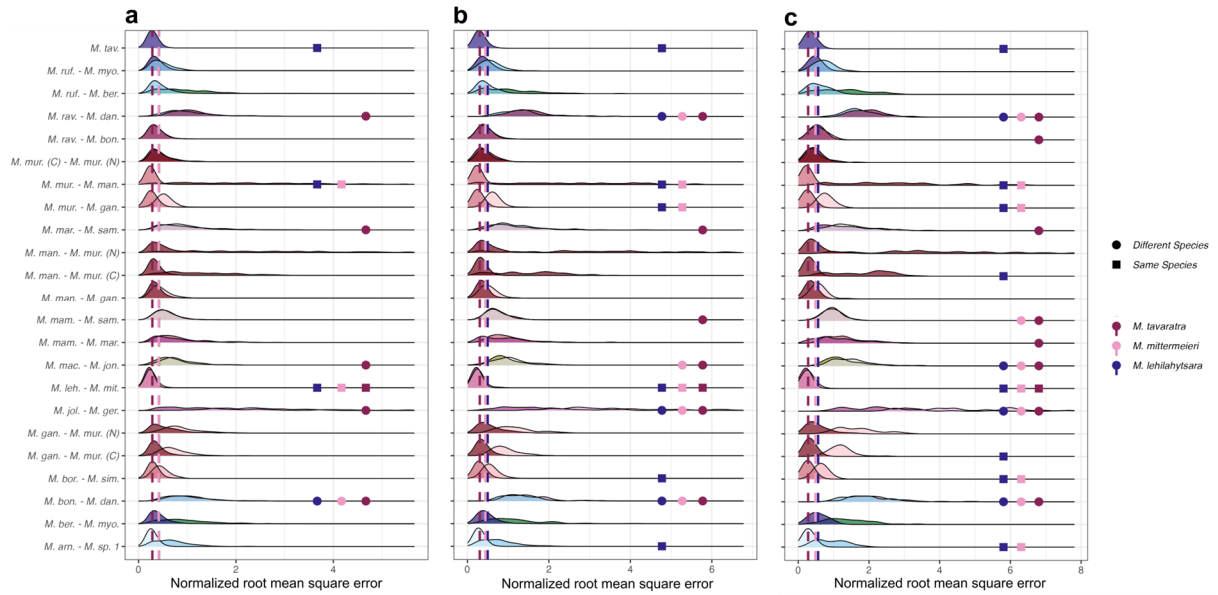 a
b
c
M. tav.
M. ruf. - M. myo.
M. ruf. - M. ber.
M. rav. - M. dan.
M. rav. - M. bon.
M. mur. (C) - M. mur. (N)
M. mur. - M. man.
M. mur. - M. gan.
M. mar. - M. sam.
M. man. - M. mur. (N)
M. man. - M. mur. (C)
M. man. - M. gan.
M. mam. - M. sam.
M. mam. - M. mar.
M. mac. - M. jon.
M. leh. - M. mit.
M. jol. - M. ger.
M. gan. - M. mur. (N)
M. gan. - M. mur. (C)
M. bor. - M. sim.
M. bon. - M. dan.
M. ber. - M. myo.
M. arn. - M. sp. 1
0 2 4
0 2 4 6
0 2 4 6 8
Normalized root mean square error
Normalized root mean square error
Normalized root mean square error
Different Species
Same Species
M. tavaratra
M. mittermeieri
M. lehilahytsara